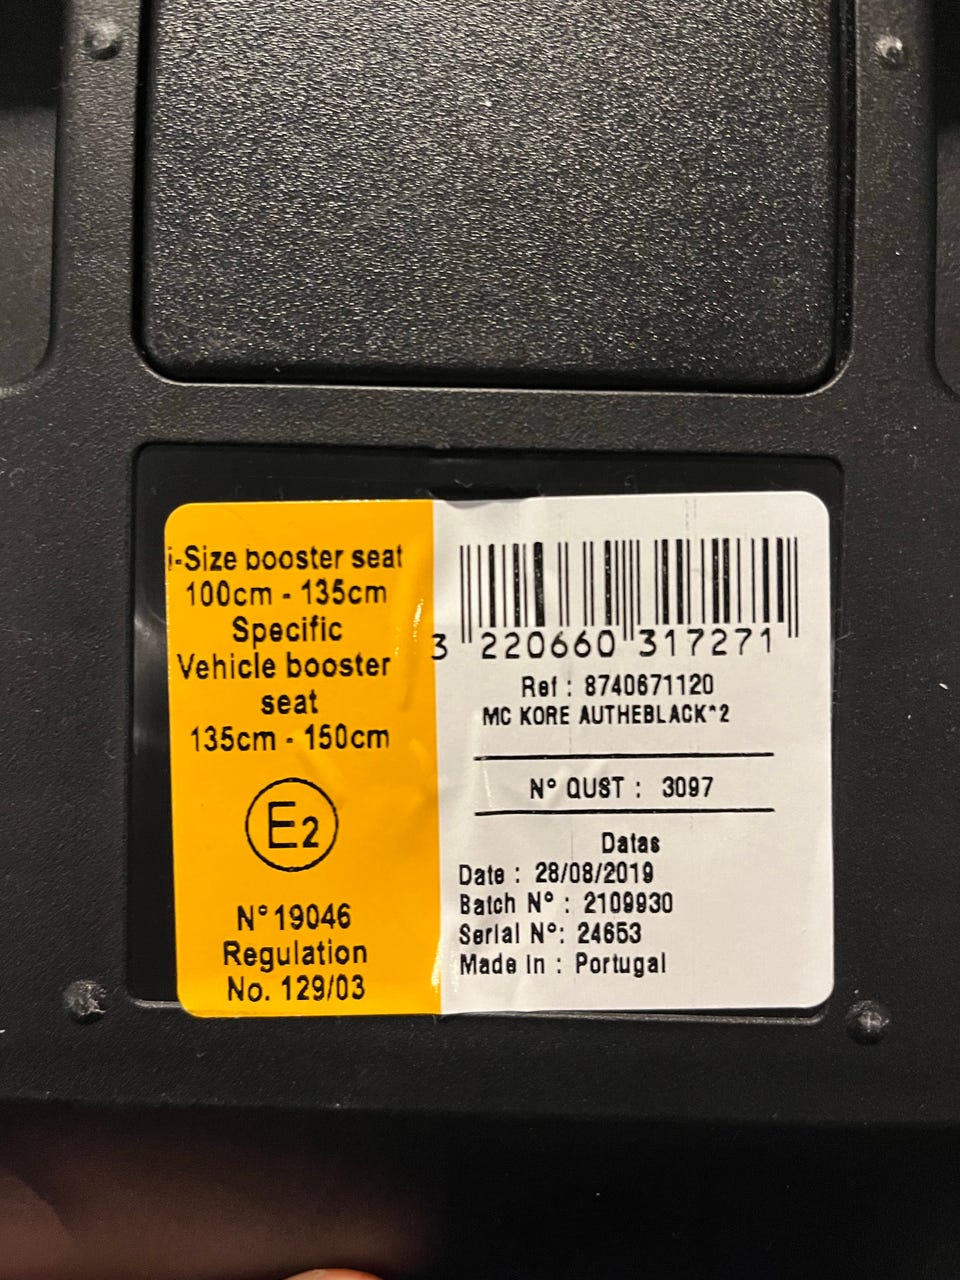 i-Size booster seat
100cm - 135cm
Specific
Vehicle booster
seat
135cm - 150cm
E2
N° 19046
Regulation
No. 129/03
3 220660 317271
Ref : 8740671120
MC KORE AUTHEBLACK*2
N° QUST : 3097
Datas
Date : 28/08/2019
Batch N° : 2109930
Serial N°: 24653
Made in : Portugal